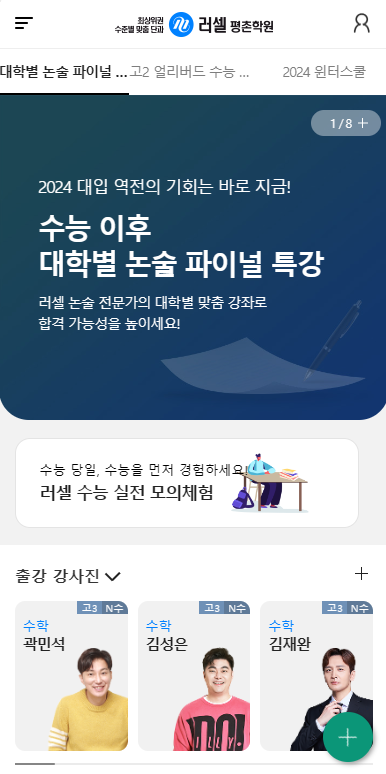 최상위권
수준별 맞춤 단과
러셀 평촌학원
대학별 논술 파이널 ...
고2 얼리버드 수능 ...
2024 윈터스쿨
1/8 +
2024 대입 역전의 기회는 바로 지금!
수능 이후
대학별 논술 파이널 특강
러셀 논술 전문가의 대학별 맞춤 강좌로
합격 가능성을 높이세요!
수능 당일, 수능을 먼저 경험하세요!
러셀 수능 실전 모의체험
출강 강사진
고3 N수
수학
곽민석
고3 N수
수학
김성은
고3 N수
수학
김재완